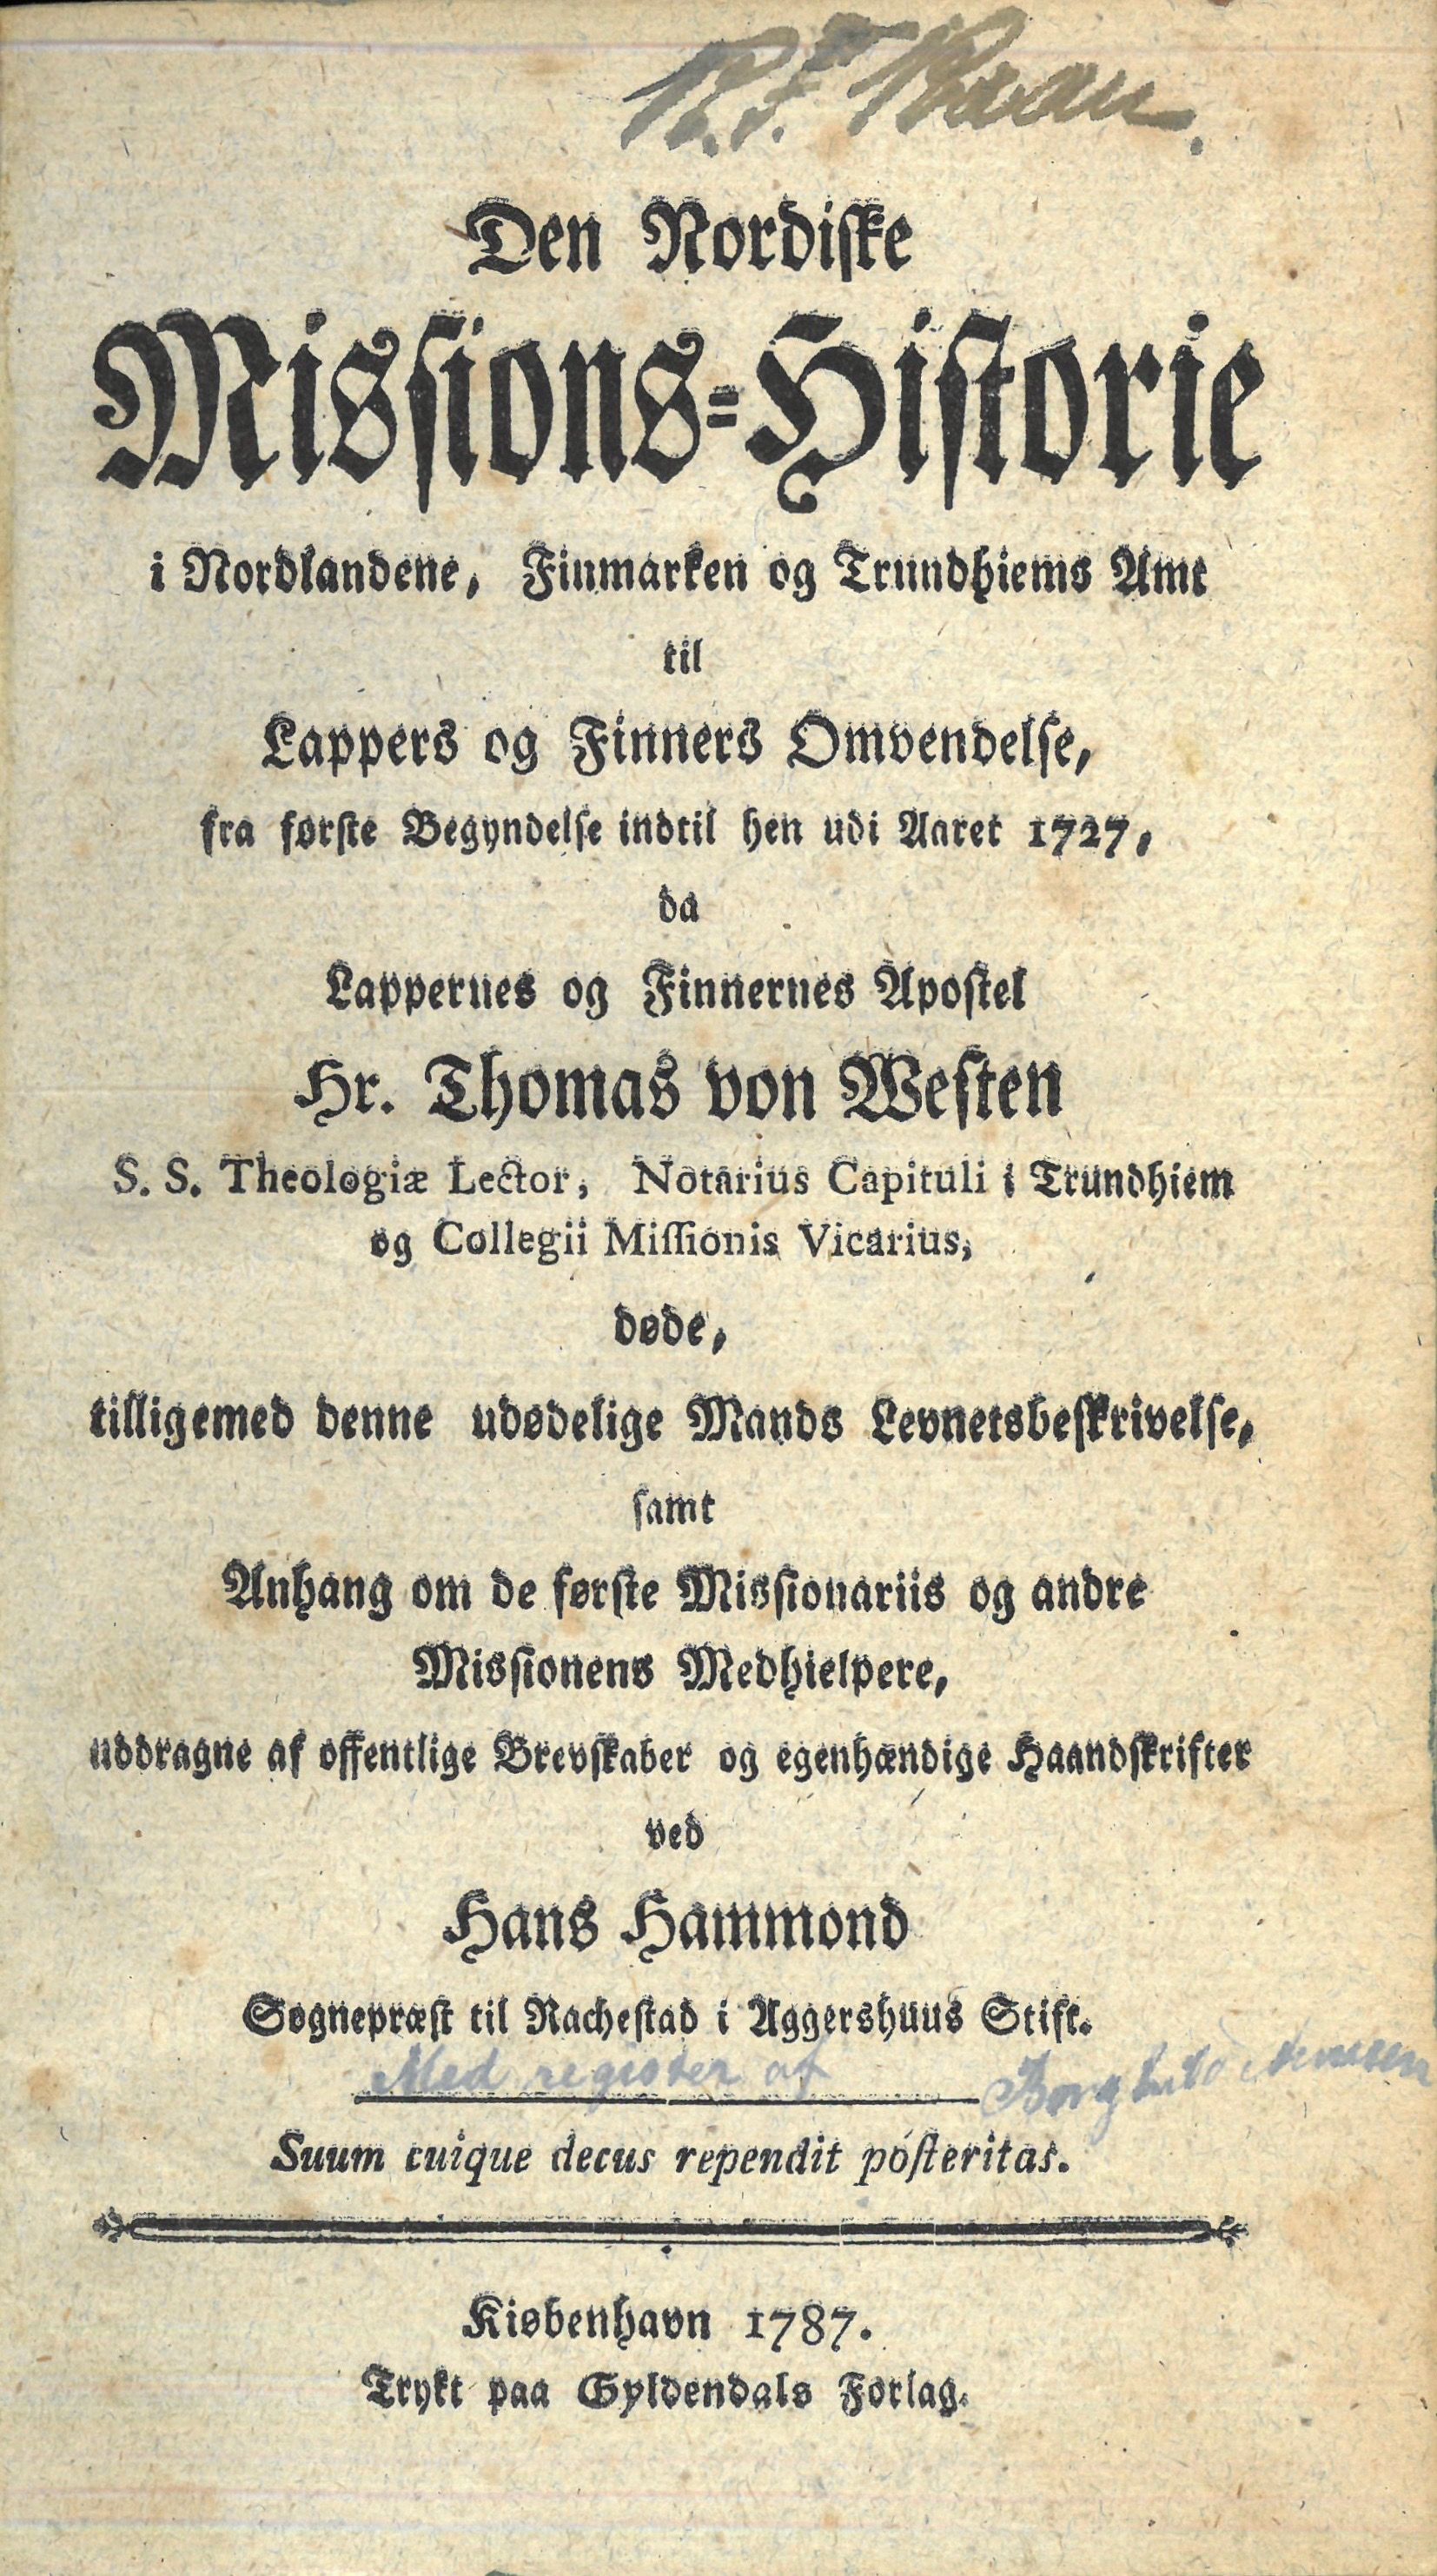 Den Nordiske
Missions-Historie
i Nordlandene, Finmarken og Trundhiems Amt
til
Lappers og Finners Omvendelse,
fra første Begyndelse indtil hen udi Aaret 1727,
da
Lappernes og Finnernes Apostel
Hr. Thomas von Westen
S. S. Theologiæ Lector, Notarius Capituli i Trundhiem
og Collegii Missionis Vicarius,
døde,
tilligemed denne udødelige Mands Levnetsbeskrivelse,
samt
Anhang om de første Missionariis og andre
Missionens Medhielpere,
uddragne af offentlige Brevskaber og egenhændige Haandskrifter
ved
Hans Hammond
Sognepræst til Rachestad i Aggershuus Stift.
Med register af
Suum cuique decus rependit posteritas.
Kiøbenhavn 1787.
Trykt paa Gyldendals Forlag.